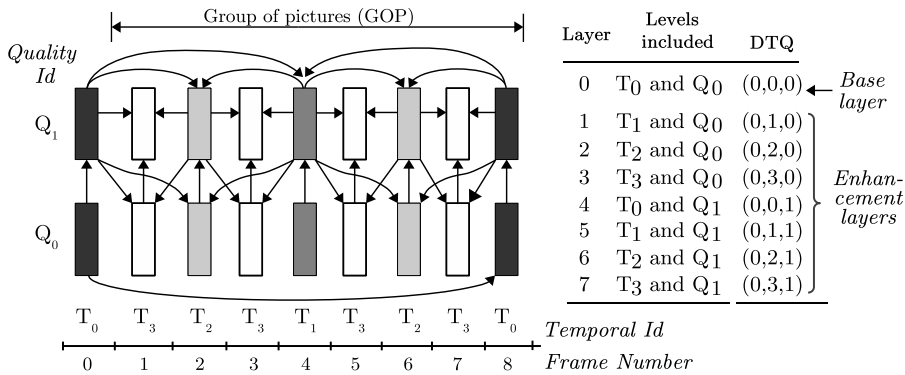 Group of pictures (GOP)
Quality
Id
Q1
Q0
T0 T3 T2 T3 T1 T3 T2 T3 T0
Temporal Id
0 1 2 3 4 5 6 7 8
Frame Number
Layer Levels included DTQ
0 T0 and Q0 (0,0,0)
1 T1 and Q0 (0,1,0)
2 T2 and Q0 (0,2,0)
3 T3 and Q0 (0,3,0)
4 T0 and Q1 (0,0,1)
5 T1 and Q1 (0,1,1)
6 T2 and Q1 (0,2,1)
7 T3 and Q1 (0,3,1)
Base
layer
Enhan-
cement
layers